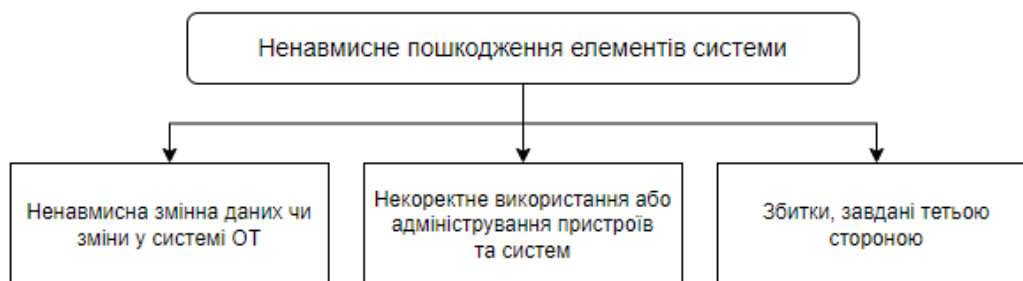 Ненавмисне пошкодження елементів системи
Ненавмисна змінна даних чи
зміни у системі ОТ
Некоректне використання або
адміністрування пристроїв
та систем
Збитки, завдані тетьою
стороною